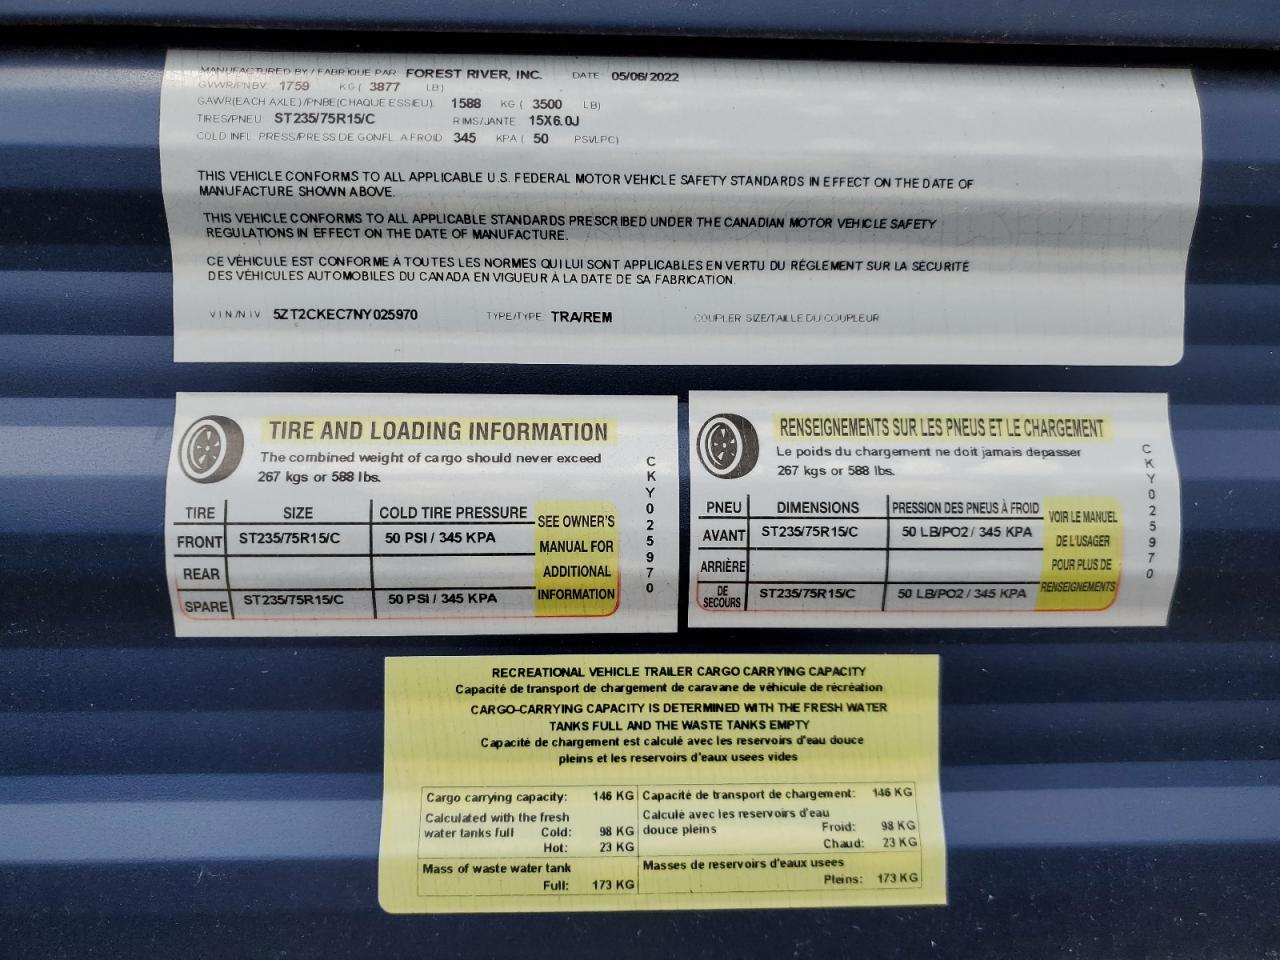 MANUFACTURED BY / FABRIQUE PAR FOREST RIVER, INC. DATE 05/06/2022
GVWR/PNBV 1759 KG ( 3877 LB)
GAWR(EACH AXLE)/PNBE(CHAQUE ESSIEU) 1588 KG ( 3500 LB)
TIRES/PNEU ST235/75R15/C RIMS/JANTE 15X6.0J
COLD INFL. PRESS/PRESS DE GONFL A FROID 345 KPA ( 50 PSI/LPC)
THIS VEHICLE CONFORMS TO ALL APPLICABLE U.S. FEDERAL MOTOR VEHICLE SAFETY STANDARDS IN EFFECT ON THE DATE OF
MANUFACTURE SHOWN ABOVE.
THIS VEHICLE CONFORMS TO ALL APPLICABLE STANDARDS PRESCRIBED UNDER THE CANADIAN MOTOR VEHICLE SAFETY
REGULATIONS IN EFFECT ON THE DATE OF MANUFACTURE.
CE VÉHICULE EST CONFORME À TOUTES LES NORMES QUI LUI SONT APPLICABLES EN VERTU DU RÉGLEMENT SUR LA SÉCURITÉ
DES VÉHICULES AUTOMOBILES DU CANADA EN VIGUEUR À LA DATE DE SA FABRICATION.
VIN/NIV 5ZT2CKEC7NY025970 TYPE/TYPE TRA/REM COUPLER SIZE/TAILLE DU COUPLEUR
TIRE AND LOADING INFORMATION
The combined weight of cargo should never exceed
267 kgs or 588 lbs.
TIRE SIZE COLD TIRE PRESSURE
FRONT ST235/75R15/C 50 PSI / 345 KPA
REAR
SPARE ST235/75R15/C 50 PSI / 345 KPA
SEE OWNER'S
MANUAL FOR
ADDITIONAL
INFORMATION
CKY025970
RENSEIGNEMENTS SUR LES PNEUS ET LE CHARGEMENT
Le poids du chargement ne doit jamais depasser
267 kgs or 588 lbs.
PNEU DIMENSIONS PRESSION DES PNEUS À FROID
AVANT ST235/75R15/C 50 LB/PO2 / 345 KPA
ARRIÈRE
DE
SECOURS ST235/75R15/C 50 LB/PO2 / 345 KPA
VOIR LE MANUEL
DE L'USAGER
POUR PLUS DE
RENSEIGNEMENTS
CKY025970
RECREATIONAL VEHICLE TRAILER CARGO CARRYING CAPACITY
Capacité de transport de chargement de caravane de véhicule de récréation
CARGO-CARRYING CAPACITY IS DETERMINED WITH THE FRESH WATER
TANKS FULL AND THE WASTE TANKS EMPTY
Capacité de chargement est calculé avec les reservoirs d'eau douce
pleins et les reservoirs d'eaux usees vides
Cargo carrying capacity: 146 KG
Calculated with the fresh
water tanks full Cold: 98 KG
Hot: 23 KG
Mass of waste water tank
Full: 173 KG
Capacité de transport de chargement: 146 KG
Calculé avec les reservoirs d'eau
douce pleins Froid: 98 KG
Chaud: 23 KG
Masses de reservoirs d'eaux usees
Pleins: 173 KG